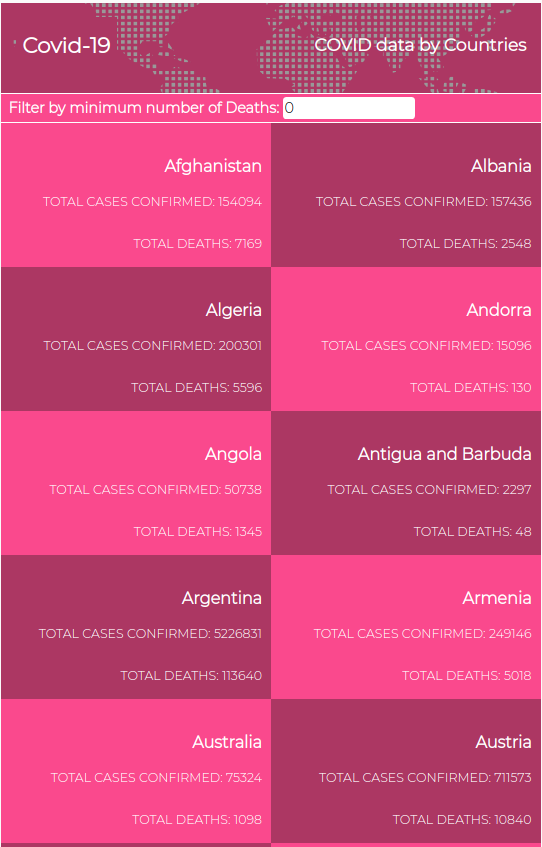 Covid-19 COVID data by Countries
Filter by minimum number of Deaths: 0
Afghanistan
TOTAL CASES CONFIRMED: 154094
TOTAL DEATHS: 7169
Albania
TOTAL CASES CONFIRMED: 157436
TOTAL DEATHS: 2548
Algeria
TOTAL CASES CONFIRMED: 200301
TOTAL DEATHS: 5596
Andorra
TOTAL CASES CONFIRMED: 15096
TOTAL DEATHS: 130
Angola
TOTAL CASES CONFIRMED: 50738
TOTAL DEATHS: 1345
Antigua and Barbuda
TOTAL CASES CONFIRMED: 2297
TOTAL DEATHS: 48
Argentina
TOTAL CASES CONFIRMED: 5226831
TOTAL DEATHS: 113640
Armenia
TOTAL CASES CONFIRMED: 249146
TOTAL DEATHS: 5018
Australia
TOTAL CASES CONFIRMED: 75324
TOTAL DEATHS: 1098
Austria
TOTAL CASES CONFIRMED: 711573
TOTAL DEATHS: 10840